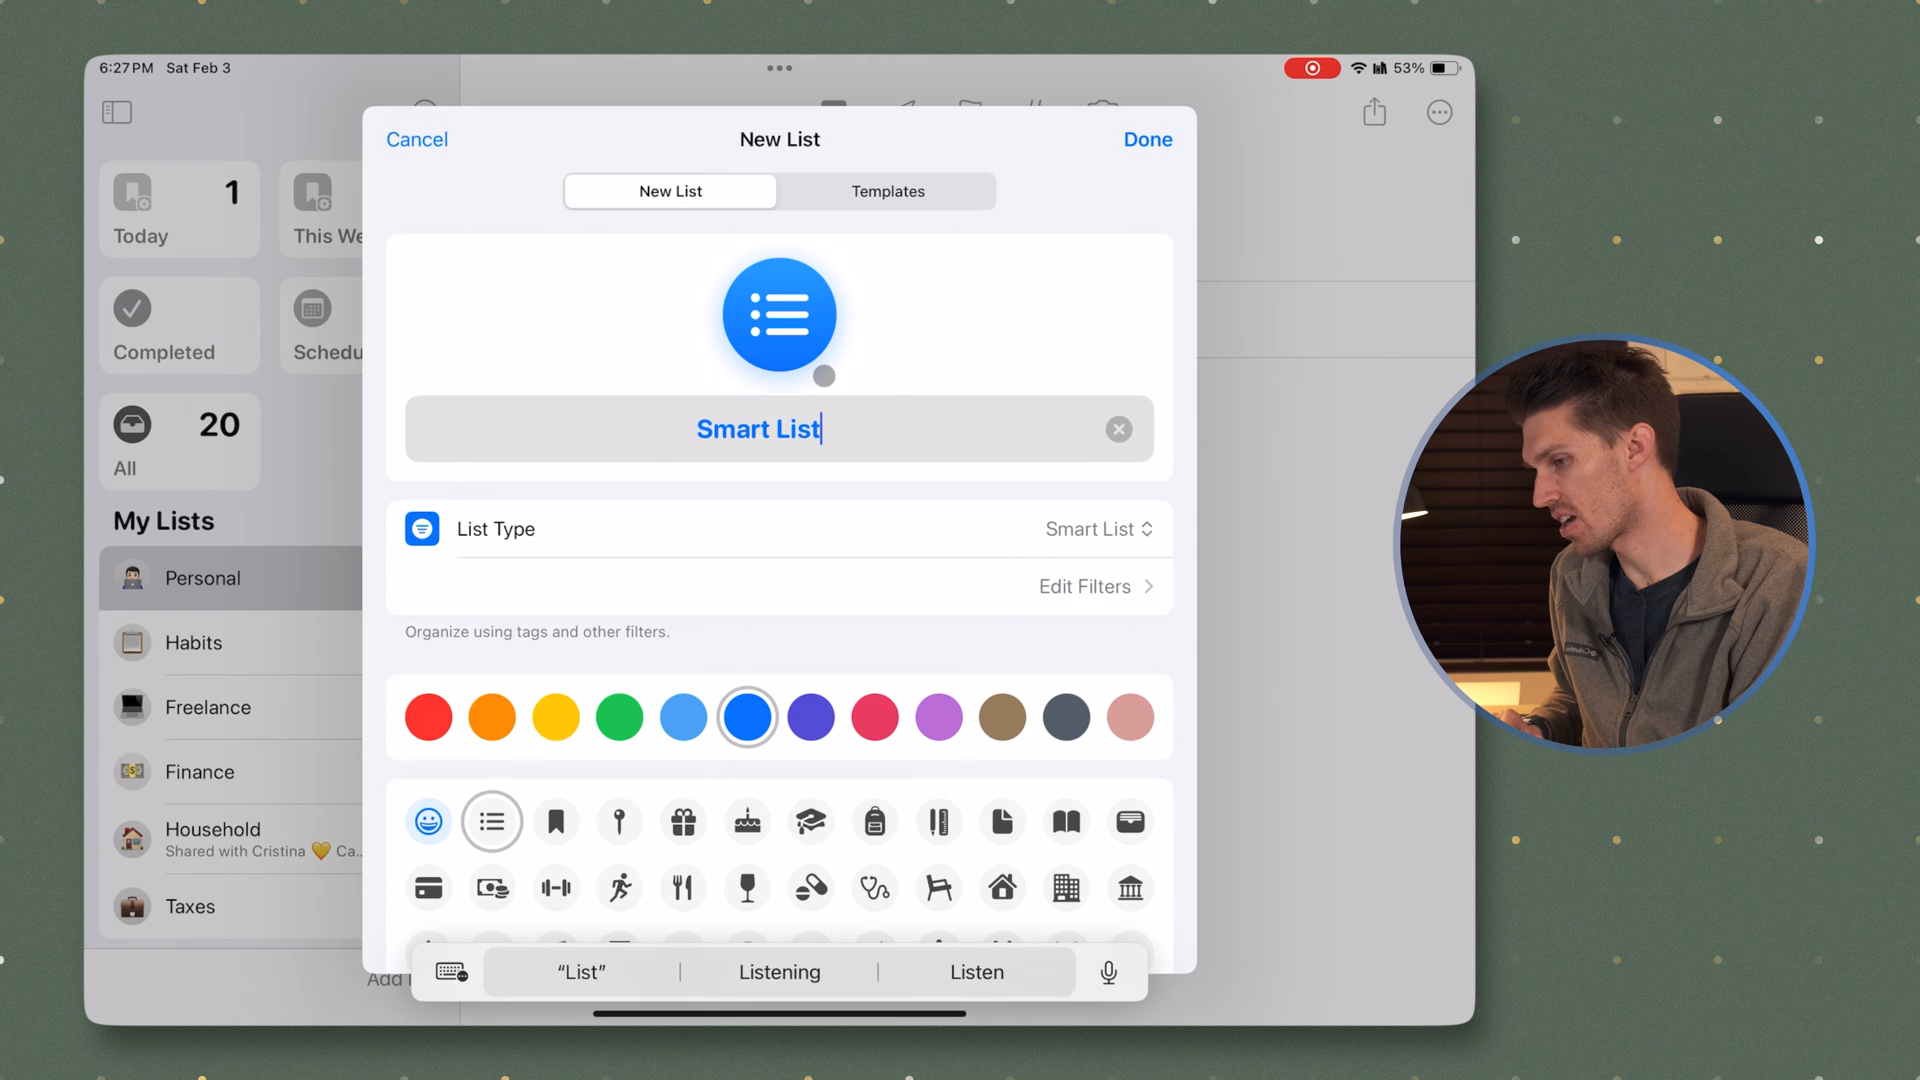 6:27 PM Sat Feb 3
53%
Cancel
New List
Done
New List
Templates
1
Today
This We
Completed
Schedu
20
All
Smart List
My Lists
List Type
Smart List
Edit Filters
Organize using tags and other filters.
Personal
Habits
Freelance
Finance
Household
Shared with Cristina 💛 Ca...
Taxes
Add
“List”
Listening
Listen